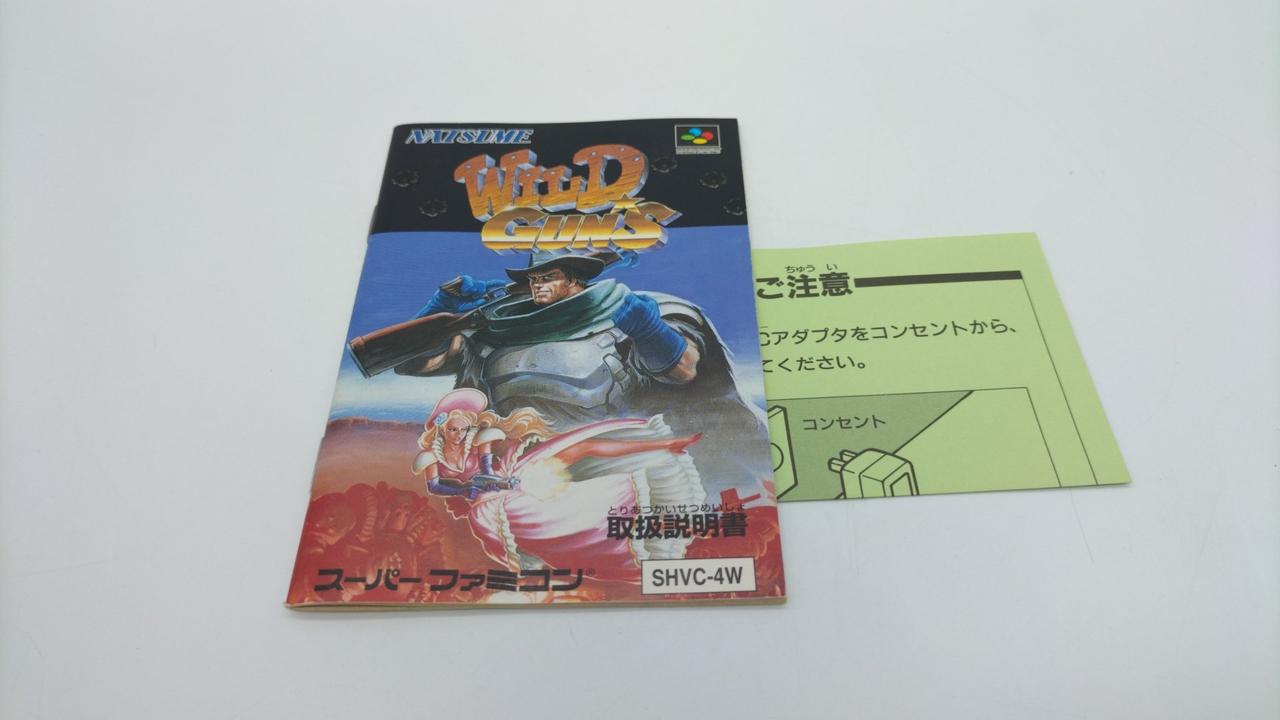 NATSUME
WILD
GUNS
とりあつかいせつめいしょ
取扱説明書
スーパーファミコン®
SHVC-4W
ちゅう い
ご注意
Cアダプタをコンセントから、
てください。
コンセント